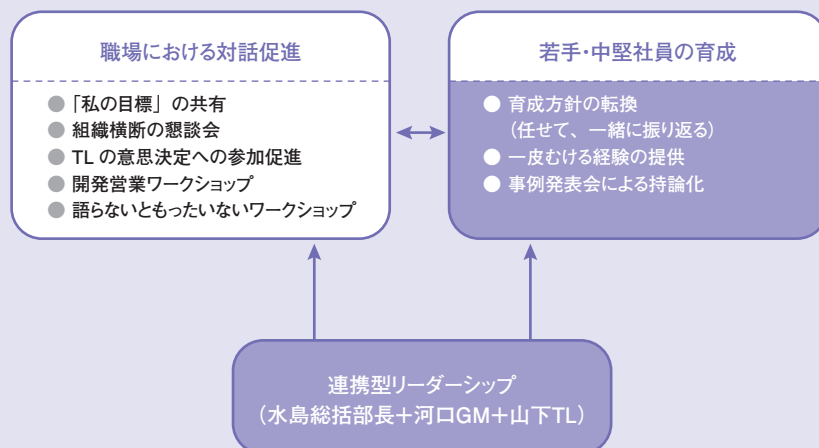 職場における対話促進
● 「私の目標」の共有
● 組織横断の懇談会
● TLの意思決定への参加促進
● 開発営業ワークショップ
● 語らないともったいないワークショップ
若手・中堅社員の育成
● 育成方針の転換
（任せて、一緒に振り返る）
● 一皮むける経験の提供
● 事例発表会による持論化
連携型リーダーシップ
（水島総括部長＋河口GM＋山下TL）